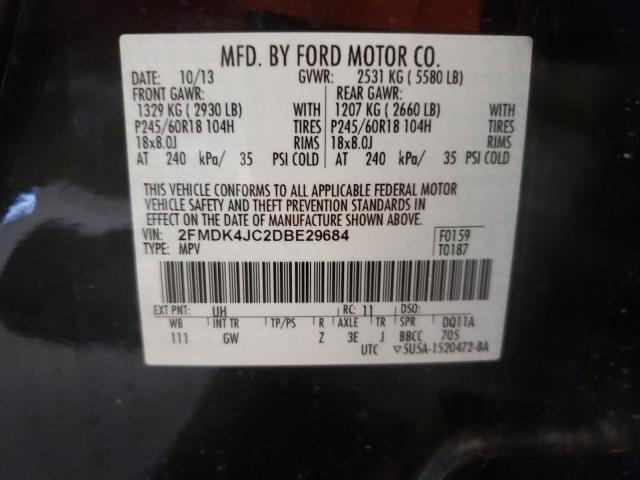 MFD. BY FORD MOTOR CO.
DATE: 10/13 GVWR: 2531 KG ( 5580 LB)
FRONT GAWR: REAR GAWR:
1329 KG ( 2930 LB) WITH 1207 KG ( 2660 LB) WITH
P245/60R18 104H TIRES P245/60R18 104H TIRES
18x8.0J RIMS 18x8.0J RIMS
AT 240 kPa/ 35 PSI COLD AT 240 kPa/ 35 PSI COLD
THIS VEHICLE CONFORMS TO ALL APPLICABLE FEDERAL MOTOR
VEHICLE SAFETY AND THEFT PREVENTION STANDARDS IN
EFFECT ON THE DATE OF MANUFACTURE SHOWN ABOVE.
VIN: 2FMDK4JC2DBE29684 F0159
TYPE: MPV T0187
EXT PNT: UH RC: 11 DSO:
WB INT TR TP/PS R AXLE TR SPR DQ11A
111 GW Z 3E J BBCC 705
UTC ▽5U5A-1520472-BA